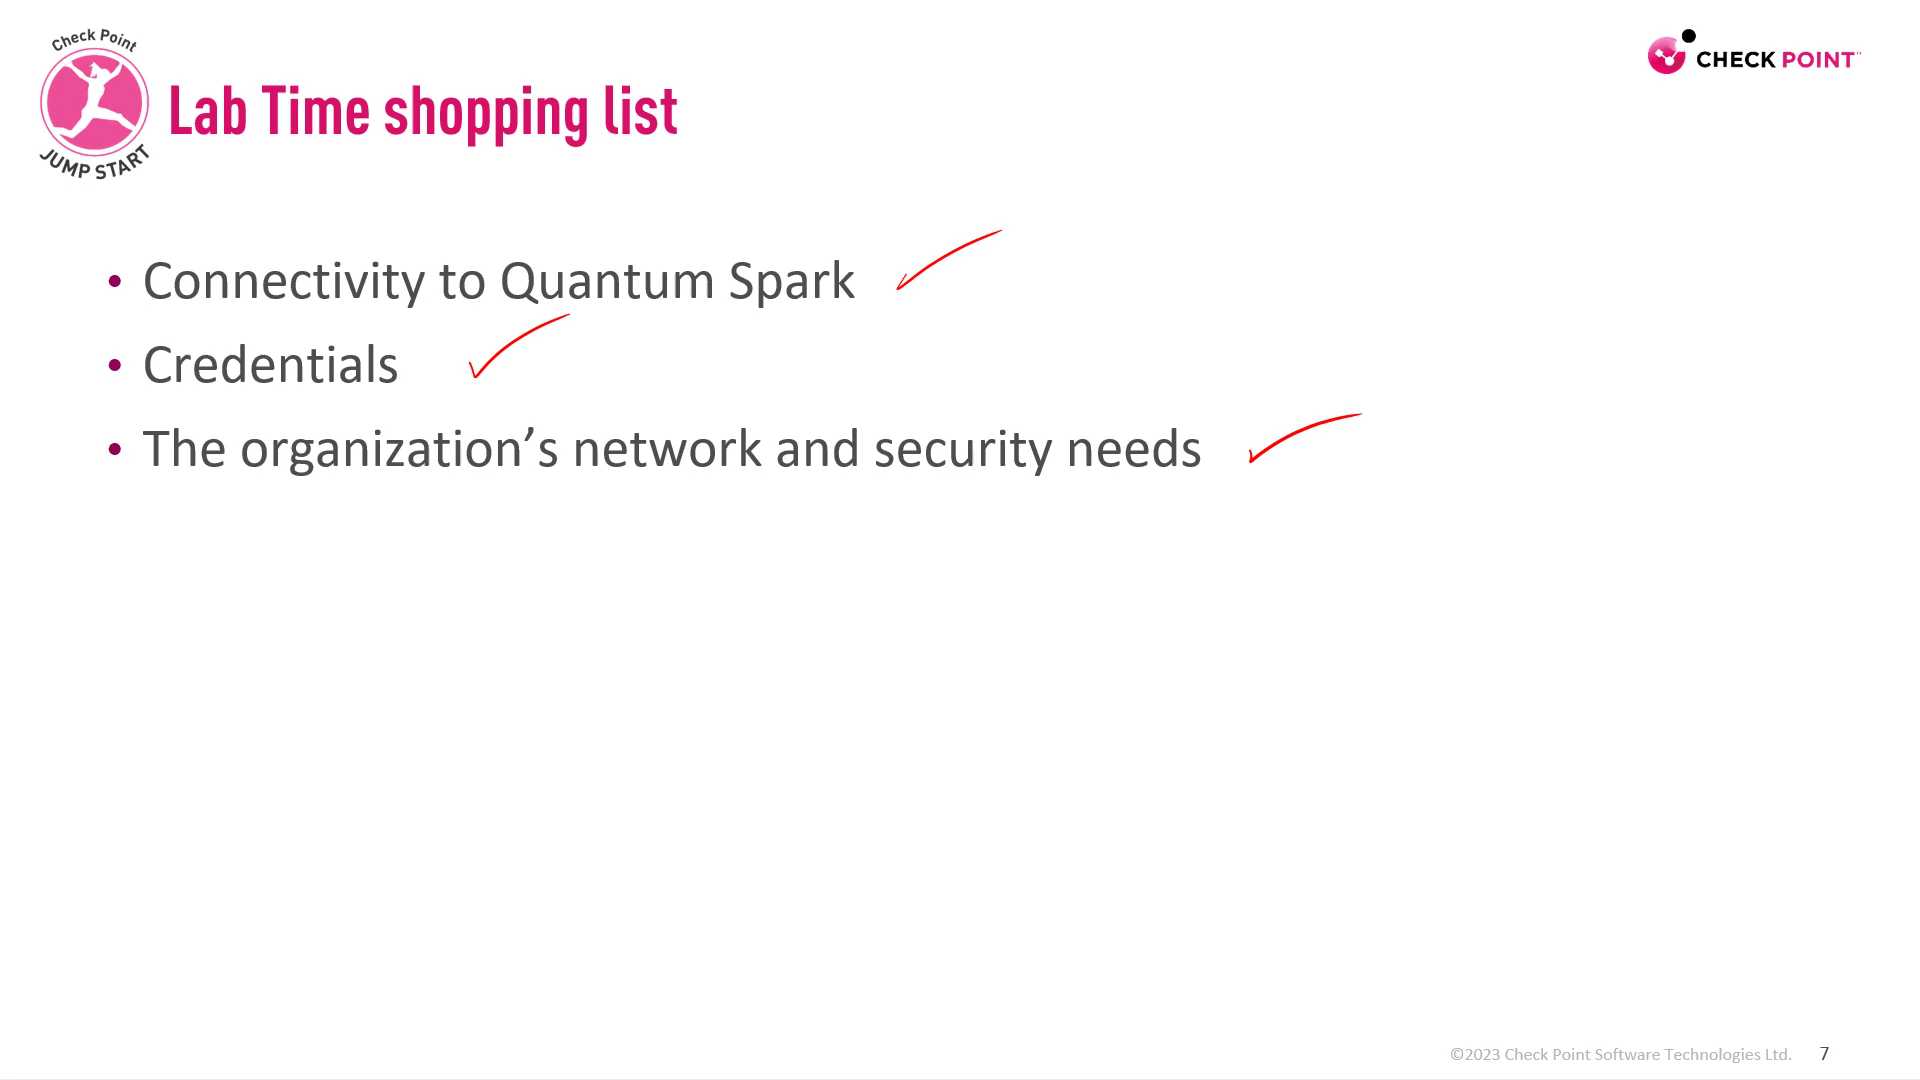 Check Point
JUMP START
CHECK POINT™
Lab Time shopping list
• Connectivity to Quantum Spark
• Credentials
• The organization’s network and security needs
©2023 Check Point Software Technologies Ltd. 7